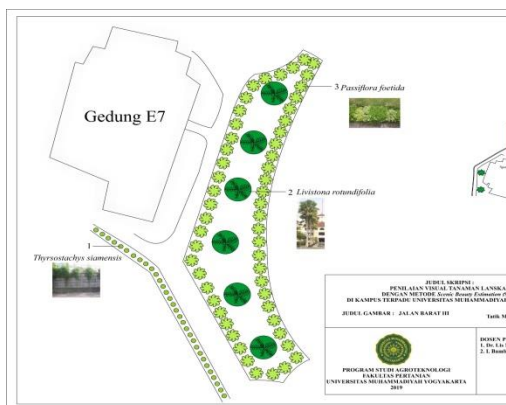 Gedung E7
3 Passiflora foetida
2 Livistona rotundifolia
1
Thyrsostachys siamensis
JUDUL SKRIPSI :
PENILAIAN VISUAL TANAMAN LANSKA
DENGAN METODE Scenic Beauty Estimation
DI KAMPUS TERPADU UNIVERSITAS MUHAMMADIYA
JUDUL GAMBAR : JALAN BARAT III
Tatik M
PROGRAM STUDI AGROTEKNOLOGI
FAKULTAS PERTANIAN
UNIVERSITAS MUHAMMADIYAH YOGYAKARTA
2019
DOSEN P
1. Dr. Lis
2. I.